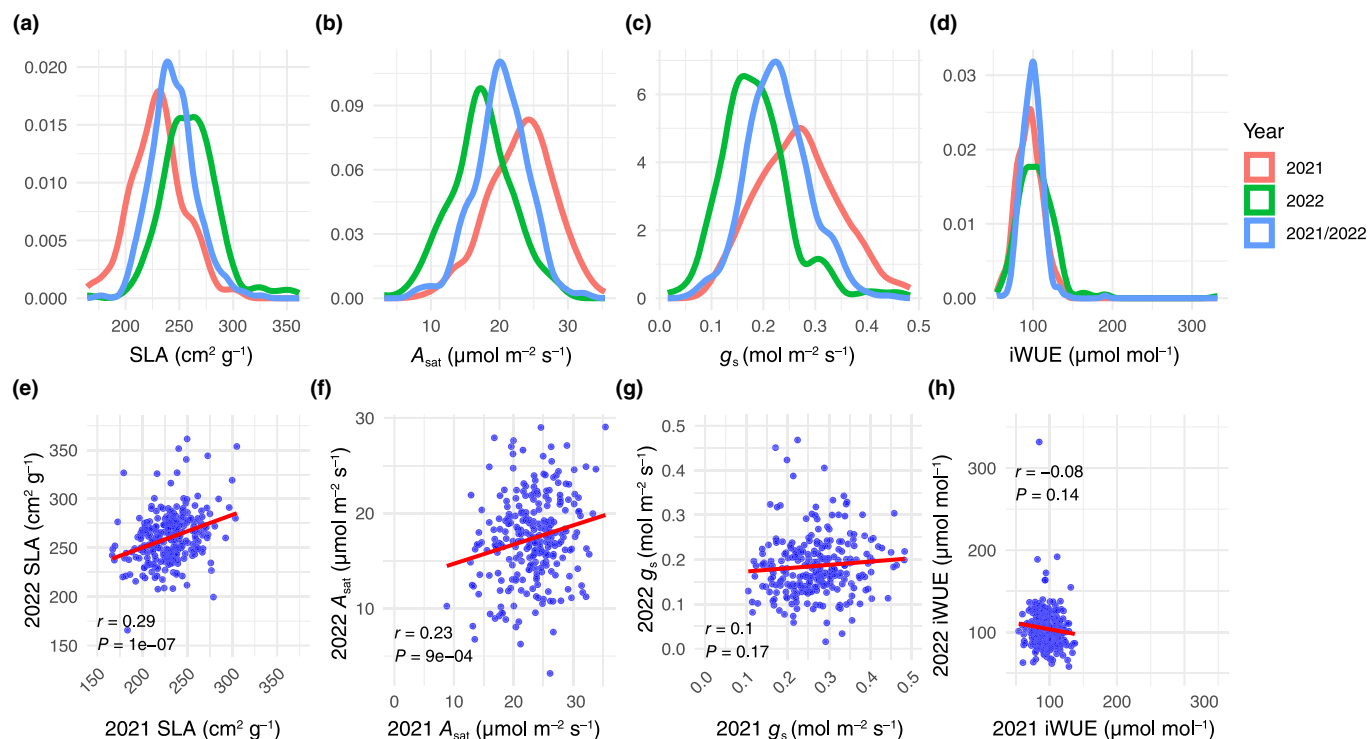 (a)
(b)
(c)
(d)
0.020
0.015
0.010
0.005
0.000
200
250
300
350
SLA (cm² g⁻¹)
0.09
0.06
0.03
0.00
10
20
30
A_sat (µmol m⁻² s⁻¹)
6
4
2
0
0.0
0.1
0.2
0.3
0.4
0.5
g_s (mol m⁻² s⁻¹)
0.03
0.02
0.01
0.00
100
200
300
iWUE (µmol mol⁻¹)
Year
2021
2022
2021/2022
(e)
(f)
(g)
(h)
2022 SLA (cm² g⁻¹)
350
300
250
200
150
r = 0.29
P = 1e−07
150
200
250
300
350
2021 SLA (cm² g⁻¹)
2022 A_sat (µmol m⁻² s⁻¹)
30
20
10
r = 0.23
P = 9e−04
0
10
20
30
2021 A_sat (µmol m⁻² s⁻¹)
2022 g_s (mol m⁻² s⁻¹)
0.5
0.4
0.3
0.2
0.1
0.0
r = 0.1
P = 0.17
0.0
0.1
0.2
0.3
0.4
0.5
2021 g_s (mol m⁻² s⁻¹)
2022 iWUE (µmol mol⁻¹)
300
200
100
r = −0.08
P = 0.14
100
200
300
2021 iWUE (µmol mol⁻¹)